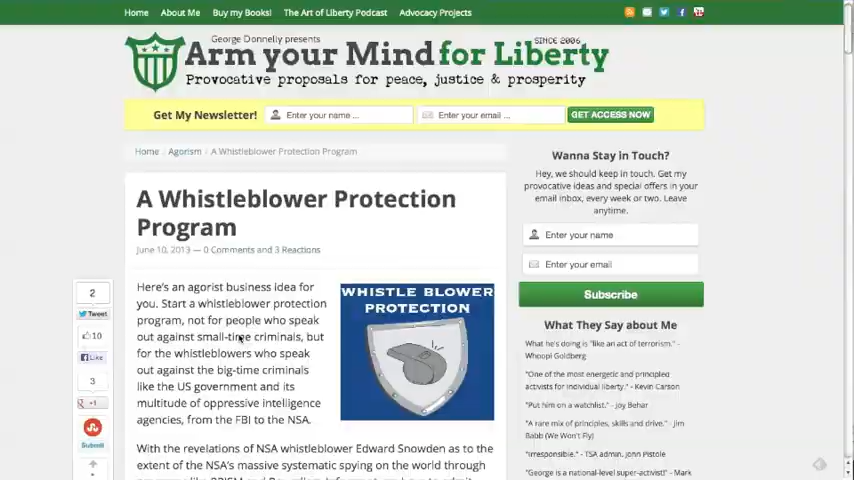 Home About Me Buy my Books! The Art of Liberty Podcast Advocacy Projects
George Donnelly presents
SINCE 2006
Arm your Mind for Liberty
Provocative proposals for peace, justice & prosperity
Get My Newsletter! Enter your name ... Enter your email ... GET ACCESS NOW
Home / Agorism / A Whistleblower Protection Program
A Whistleblower Protection
Program
June 10, 2013 — 0 Comments and 3 Reactions
2
Tweet
10
Like
3
+1
Submit
Here's an agorist business idea for
you. Start a whistleblower protection
program, not for people who speak
out against small-time criminals, but
for the whistleblowers who speak
out against the big-time criminals
like the US government and its
multitude of oppressive intelligence
agencies, from the FBI to the NSA.
WHISTLE BLOWER
PROTECTION
With the revelations of NSA whistleblower Edward Snowden as to the
extent of the NSA's massive systematic spying on the world through
Wanna Stay in Touch?
Hey, we should keep in touch. Get my
provocative ideas and special offers in your
email inbox, every week or two. Leave
anytime.
Enter your name
Enter your email
Subscribe
What They Say about Me
What he's doing is "like an act of terrorism." -
Whoopi Goldberg
"One of the most energetic and principled
activists for individual liberty." - Kevin Carson
"Put him on a watchlist." - Joy Behar
"A rare mix of principles, skills and drive." - Jim
Babb (We Won't Fly)
"Irresponsible." - TSA admin. John Pistole
"George is a national-level super-activist!" - Mark